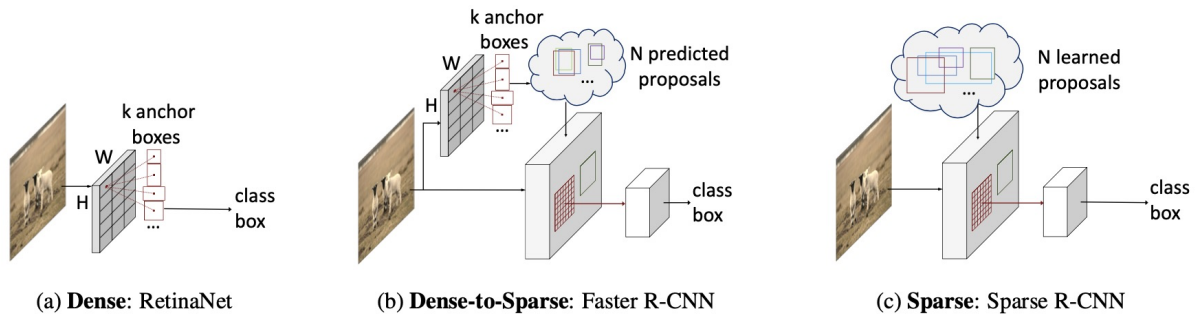 k anchor
boxes
W
H
...
class
box
(a) Dense: RetinaNet
k anchor
boxes
W
H
...
...
N predicted
proposals
class
box
(b) Dense-to-Sparse: Faster R-CNN
...
N learned
proposals
class
box
(c) Sparse: Sparse R-CNN